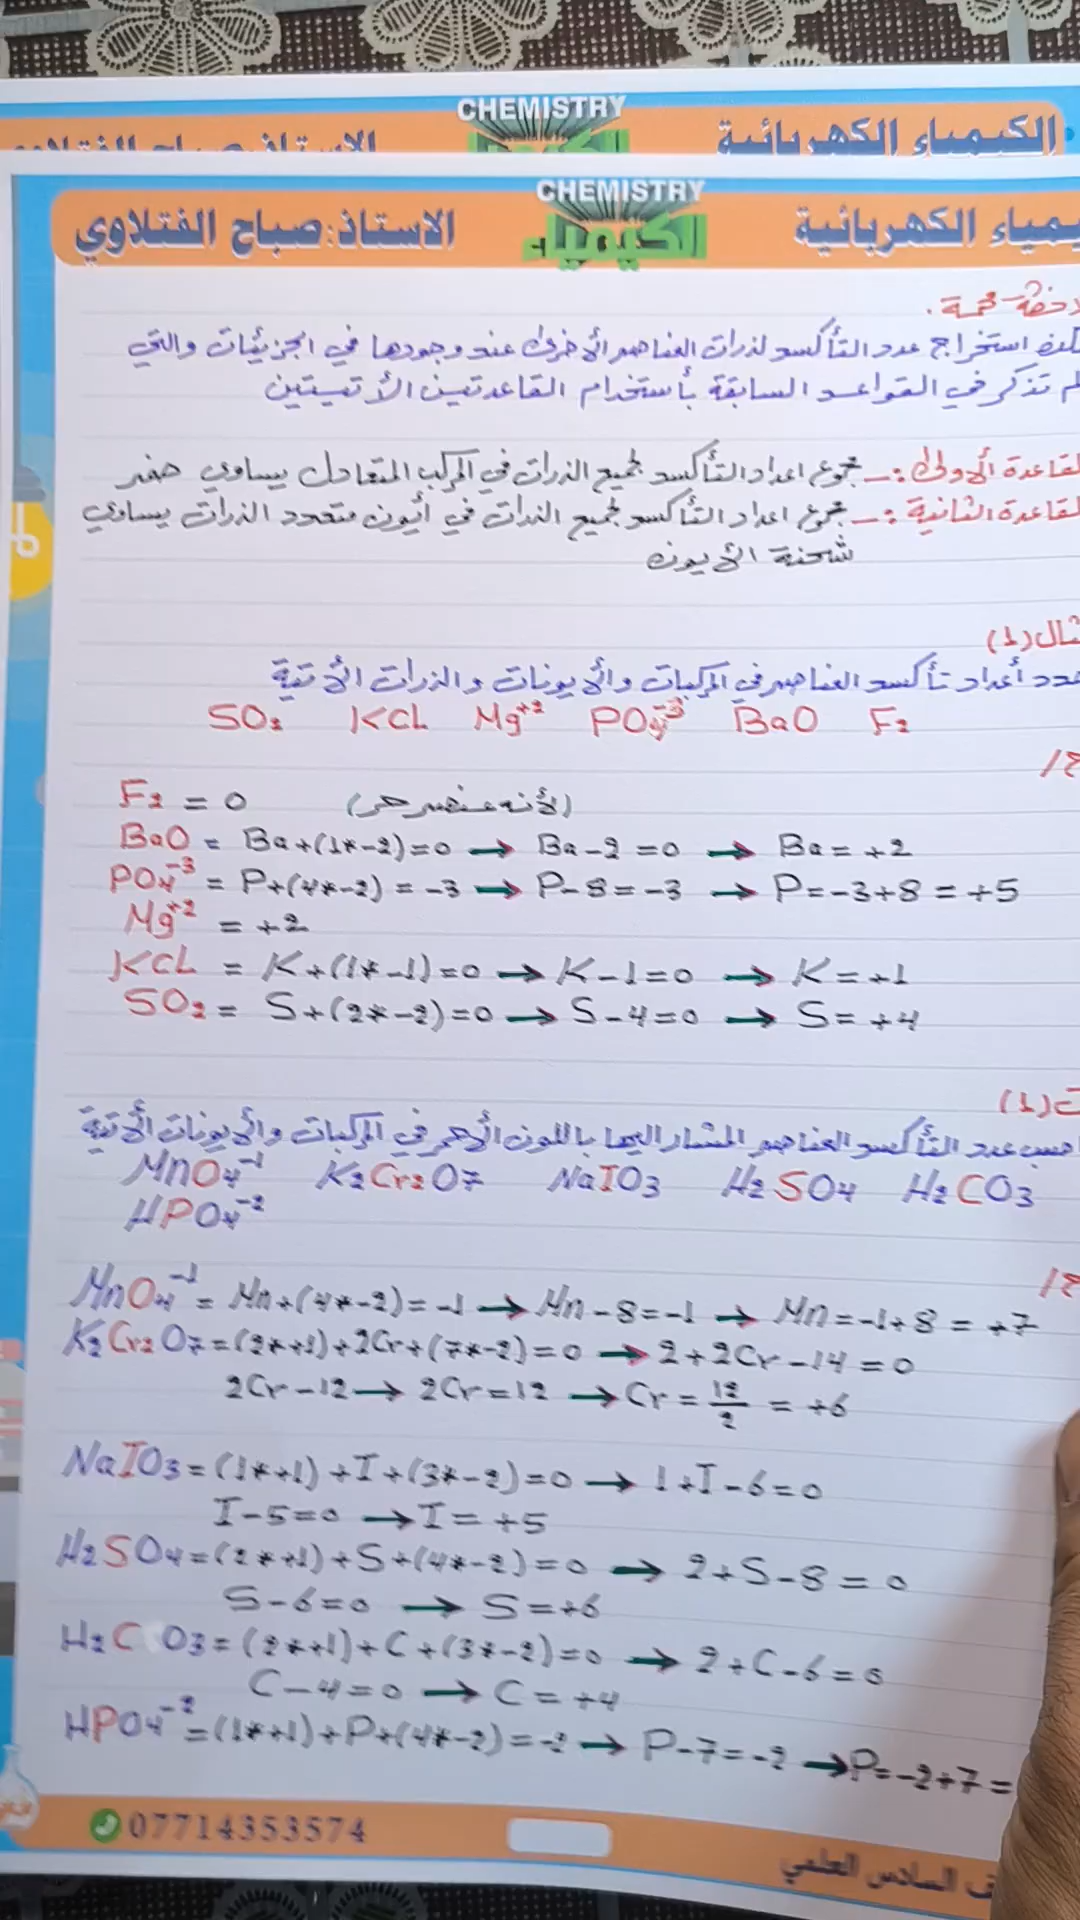 CHEMISTRY
الكيمياء الكهربائية
CHEMISTRY
الكيمياء
الاستاذ:صباح الفتلاوي
استخراج عدد التأكسد لذرات العناصر الأخرى عند وجودها في الجزيئات والتي
لم تذكر في القواعد السابقة بأستخدام القاعدتين الأتيتين
القاعدة الأولى :- مجموع اعداد التأكسد لجميع الذرات في المركب المتعادل يساوي صفر
القاعدة الثانية :- مجموع اعداد التأكسد لجميع الذرات في أيون متعدد الذرات يساوي
شحنة الأيون
مثال (1)
حدد أعداد تأكسد العناصر في المركبات والأيونات والذرات الأتية
SO2 KCL Mg+2 PO4-3 BaO F2
ج/
F2 = 0 (لأنه عنصر حر)
BaO = Ba+(1*-2)=0 → Ba-2=0 → Ba=+2
PO4-3 = P+(4*-2)=-3 → P-8=-3 → P=-3+8=+5
Mg+2 = +2
KCL = K+(1*-1)=0 → K-1=0 → K=+1
SO2 = S+(2*-2)=0 → S-4=0 → S=+4
ت(1)
احسب عدد التأكسد العناصر المشار اليها باللون الأحمر في المركبات والأيونات الأتية
MnO4-1 K2Cr2O7 NaIO3 H2SO4 H2CO3
HPO4-2
ج/
MnO4-1 = Mn+(4*-2)=-1 → Mn-8=-1 → Mn=-1+8=+7
K2Cr2O7=(2*+1)+2Cr+(7*-2)=0 → 2+2Cr-14=0
2Cr-12 → 2Cr=12 → Cr=12/2=+6
NaIO3=(1*+1)+I+(3*-2)=0 → 1+I-6=0
I-5=0 → I=+5
H2SO4=(2*+1)+S+(4*-2)=0 → 2+S-8=0
S-6=0 → S=+6
H2CO3=(2*+1)+C+(3*-2)=0 → 2+C-6=0
C-4=0 → C=+4
HPO4-2=(1*+1)+P+(4*-2)=-2 → P-7=-2 → P=-2+7=
07714353574
السادس العلمي